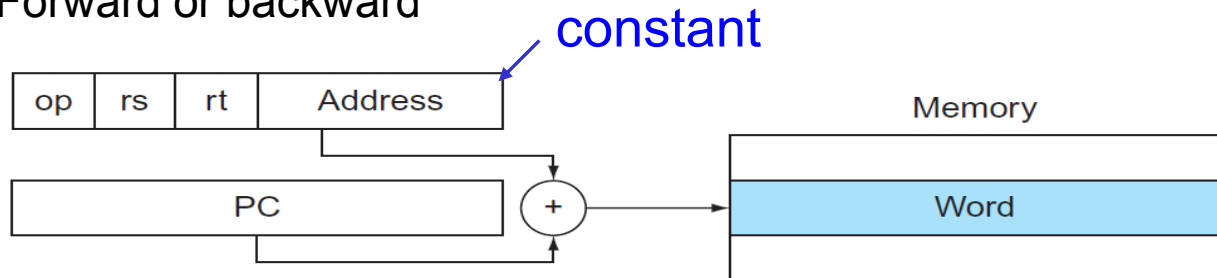 Forward or backward
constant
op rs rt Address
Memory
PC + Word